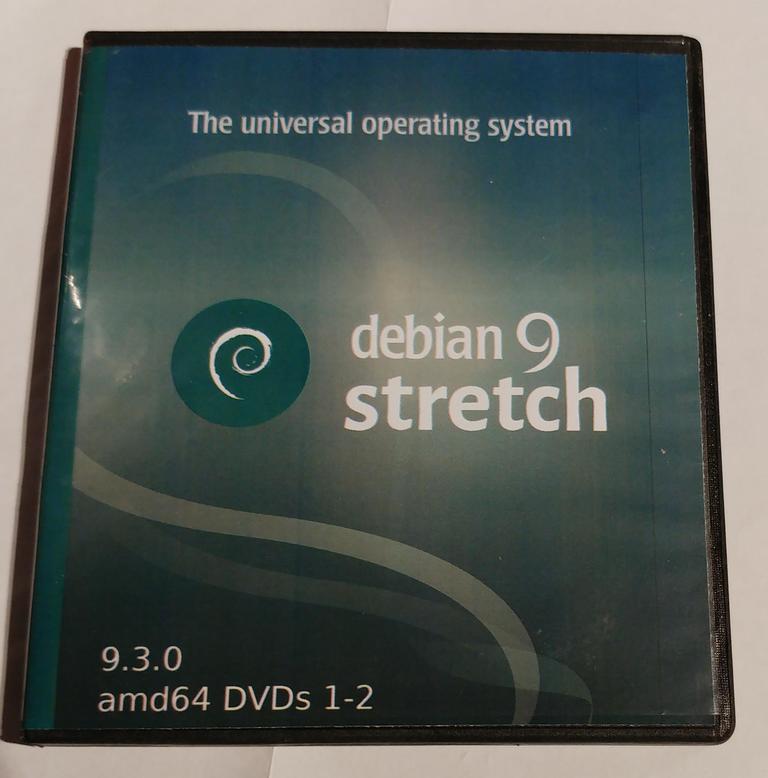 The universal operating system
debian 9
stretch
9.3.0
amd64 DVDs 1-2